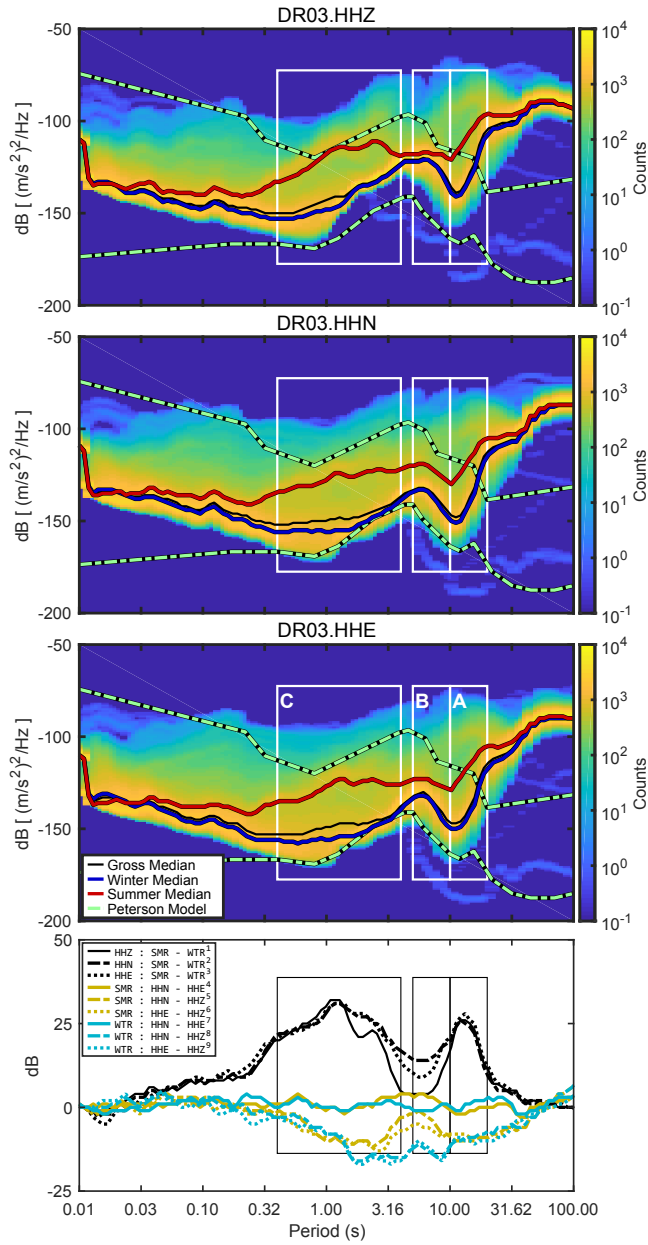 DR03.HHZ
-50
-100
-150
-200
dB [ (m/s²)²/Hz]
10⁴
10³
10²
10¹
10⁰
10⁻¹
Counts
DR03.HHN
-50
-100
-150
-200
dB [ (m/s²)²/Hz]
10⁴
10³
10²
10¹
10⁰
10⁻¹
Counts
DR03.HHE
-50
-100
-150
-200
dB [ (m/s²)²/Hz]
C
B
A
Gross Median
Winter Median
Summer Median
Peterson Model
10⁴
10³
10²
10¹
10⁰
10⁻¹
Counts
50
25
0
-25
dB
HHZ : SMR - WTR¹
HHN : SMR - WTR²
HHE : SMR - WTR³
SMR : HHN - HHE⁴
SMR : HHN - HHZ⁵
SMR : HHE - HHZ⁶
WTR : HHN - HHE⁷
WTR : HHN - HHZ⁸
WTR : HHE - HHZ⁹
0.01 0.03 0.10 0.32 1.00 3.16 10.00 31.62 100.00
Period (s)